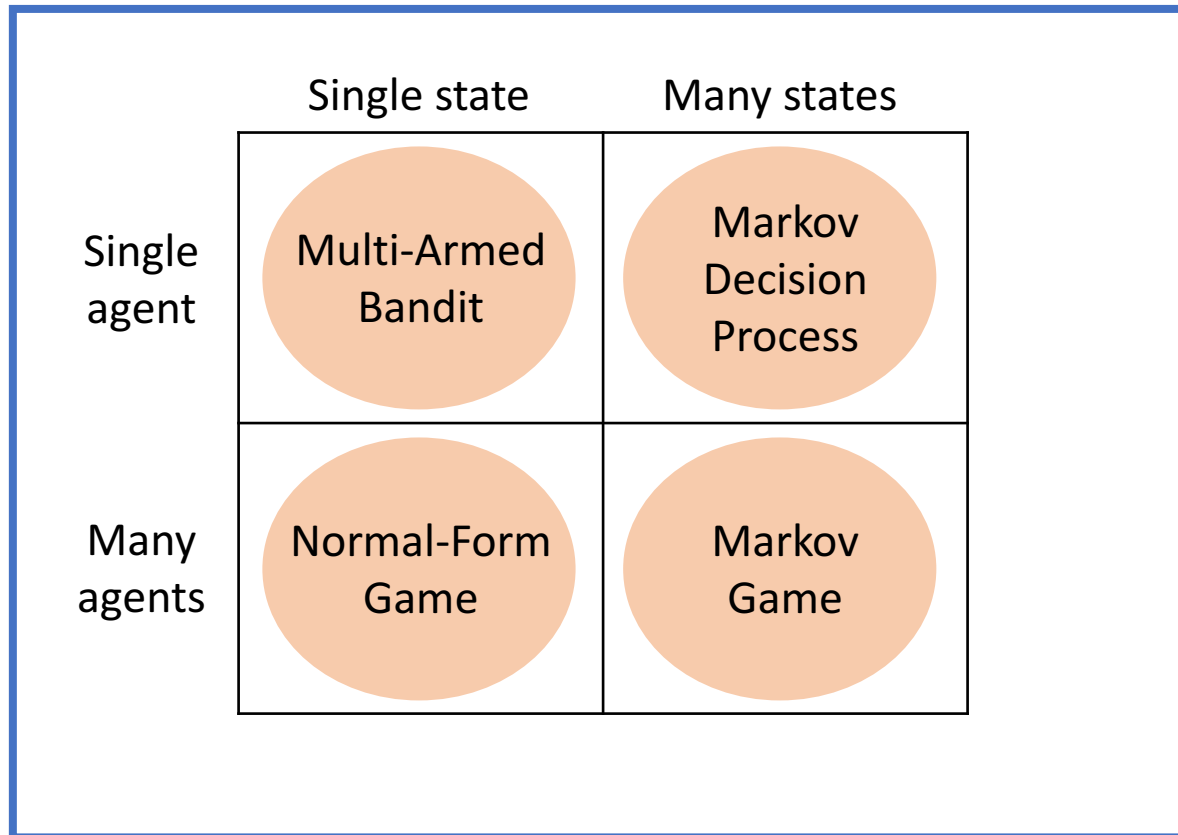 Single state Many states
Single
agent
Multi-Armed
Bandit
Markov
Decision
Process
Many
agents
Normal-Form
Game
Markov
Game